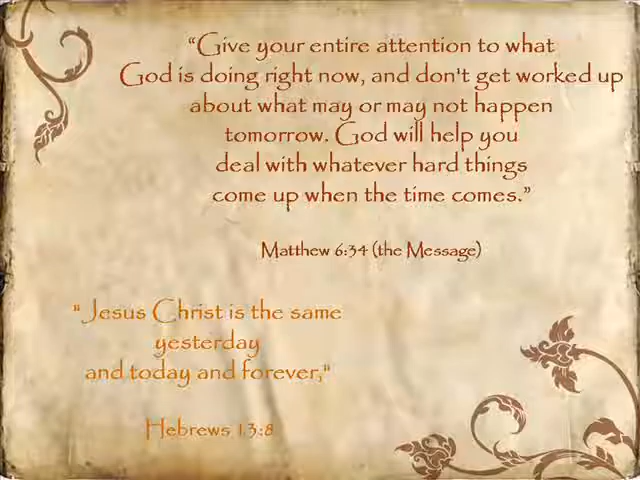 “Give your entire attention to what
God is doing right now, and don't get worked up
about what may or may not happen
tomorrow. God will help you
deal with whatever hard things
come up when the time comes.”
Matthew 6:34 (the Message)
"Jesus Christ is the same
yesterday
and today and forever,"
Hebrews 13:8